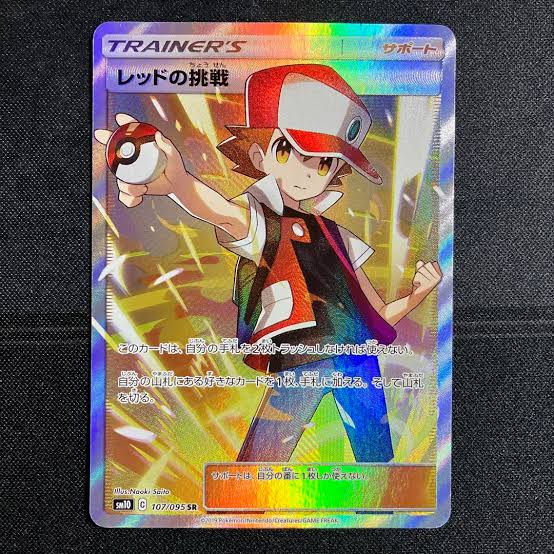 TRAINER'S サポート
ちょう せん
レッドの挑戦
このカードは、自分の手札を2枚トラッシュしなければ使えない。
自分の山札にある好きなカードを1枚、手札に加える。そして山札
を切る。
サポートは、自分の番に1枚しか使えない。
Illus. Naoki Saito
sm10 C 107/095 SR
©2019 Pokémon/Nintendo/Creatures/GAME FREAK.